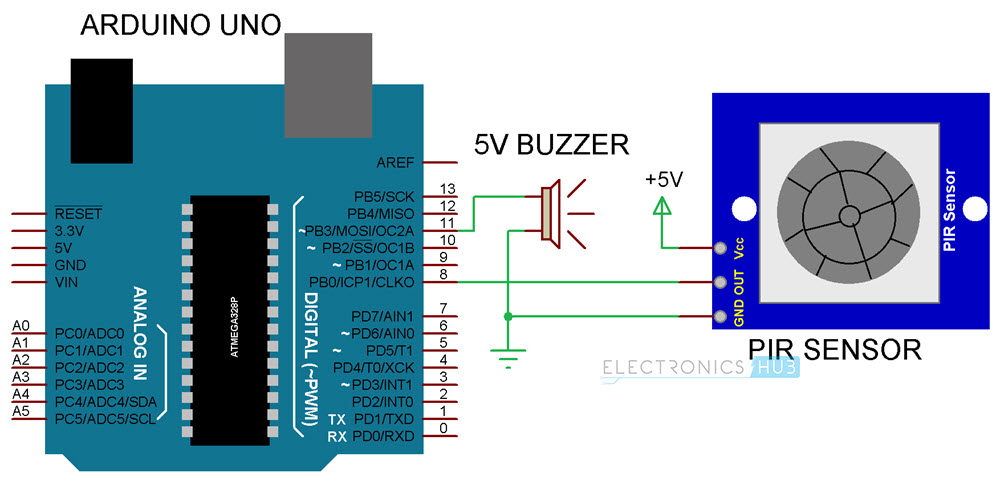 ARDUINO UNO
5V BUZZER
+5V
AREF
PB5/SCK 13
PB4/MISO 12
~PB3/MOSI/OC2A 11
~ PB2/SS/OC1B 10
~ PB1/OC1A 9
PB0/ICP1/CLKO 8
PD7/AIN1 7
~PD6/AIN0 6
~ PD5/T1 5
PD4/T0/XCK 4
~PD3/INT1 3
PD2/INT0 2
TX PD1/TXD 1
RX PD0/RXD 0
RESET
3.3V
5V
GND
VIN
A0 PC0/ADC0
A1 PC1/ADC1
A2 PC2/ADC2
A3 PC3/ADC3
A4 PC4/ADC4/SDA
A5 PC5/ADC5/SCL
ANALOG IN
ATMEGA328P
DIGITAL (~PWM)
Vcc
OUT
GND
PIR Sensor
PIR SENSOR
ELECTRONICS HUB